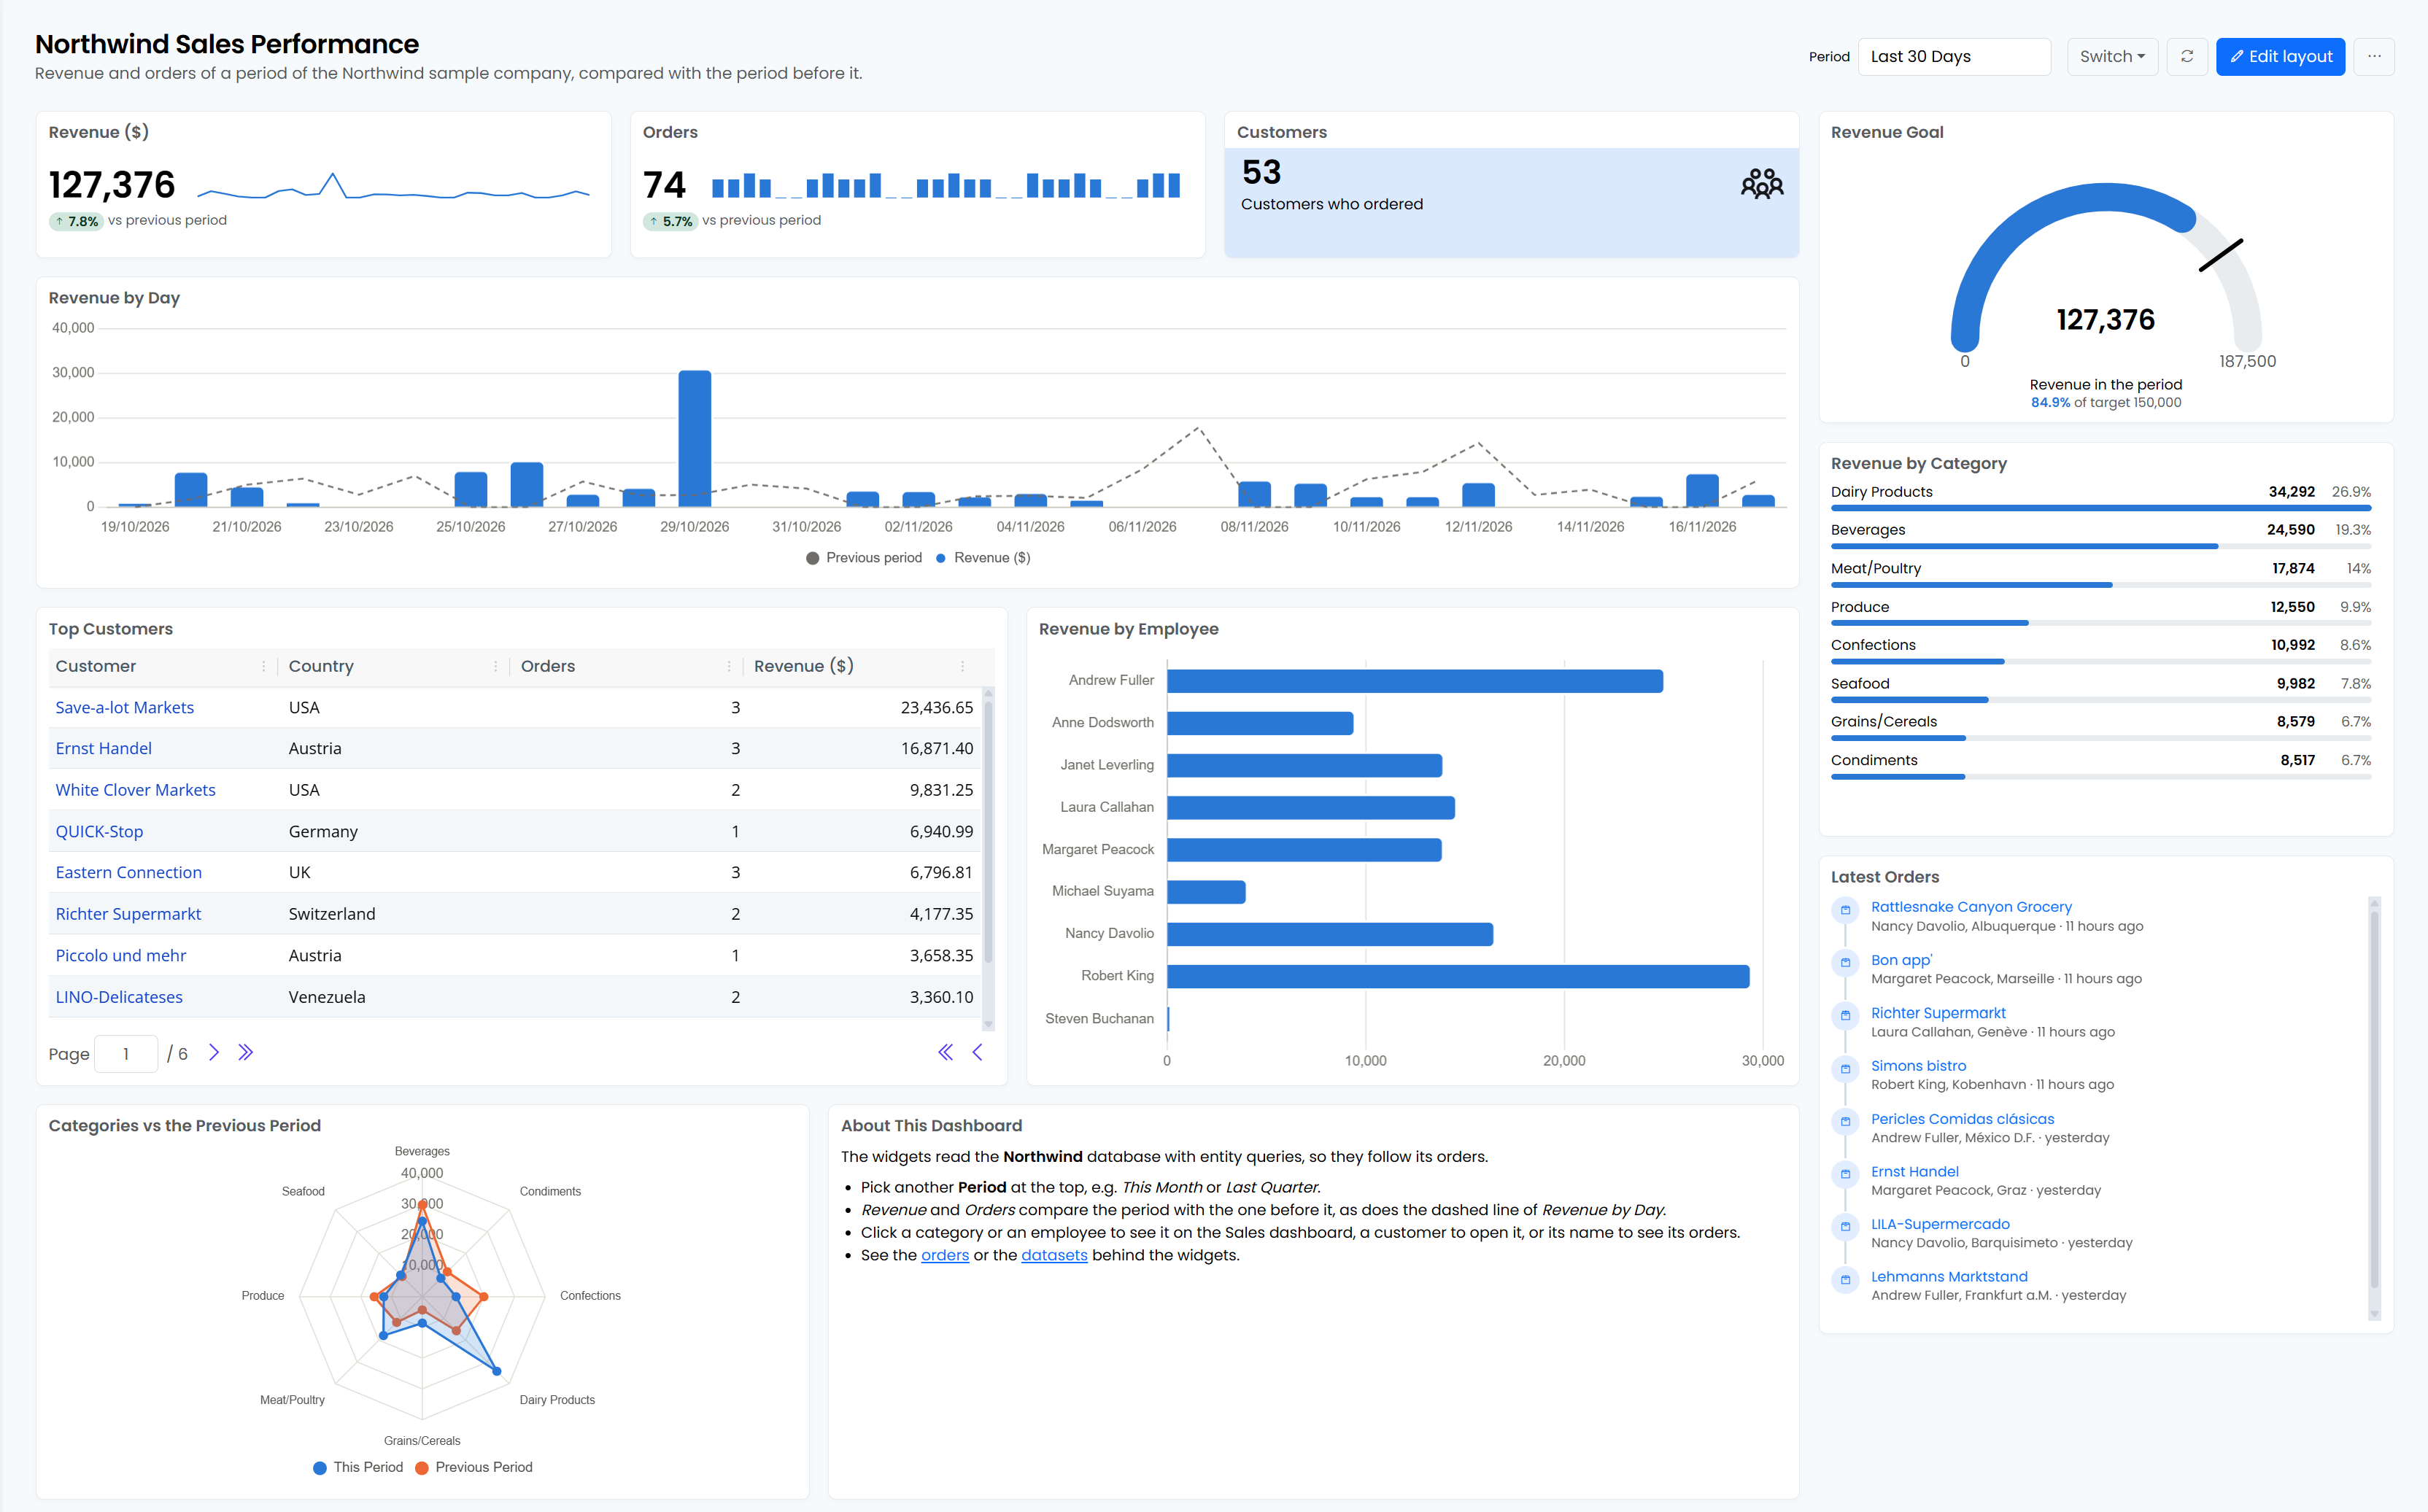 Northwind Sales Performance
Revenue and orders of a period of the Northwind sample company, compared with the period before it.
Period Last 30 Days Switch Edit layout
Revenue ($)
127,376
↑ 7.8% vs previous period
Orders
74
↑ 5.7% vs previous period
Customers
53
Customers who ordered
Revenue Goal
127,376
0 187,500
Revenue in the period
84.9% of target 150,000
Revenue by Day
40,000
30,000
20,000
10,000
0
19/10/2026 21/10/2026 23/10/2026 25/10/2026 27/10/2026 29/10/2026 31/10/2026 02/11/2026 04/11/2026 06/11/2026 08/11/2026 10/11/2026 12/11/2026 14/11/2026 16/11/2026
Previous period Revenue ($)
Revenue by Category
Dairy Products 34,292 26.9%
Beverages 24,590 19.3%
Meat/Poultry 17,874 14%
Produce 12,550 9.9%
Confections 10,992 8.6%
Seafood 9,982 7.8%
Grains/Cereals 8,579 6.7%
Condiments 8,517 6.7%
Top Customers
Customer Country Orders Revenue ($)
Save-a-lot Markets USA 3 23,436.65
Ernst Handel Austria 3 16,871.40
White Clover Markets USA 2 9,831.25
QUICK-Stop Germany 1 6,940.99
Eastern Connection UK 3 6,796.81
Richter Supermarkt Switzerland 2 4,177.35
Piccolo und mehr Austria 1 3,658.35
LINO-Delicateses Venezuela 2 3,360.10
Page 1 / 6
Revenue by Employee
Andrew Fuller
Anne Dodsworth
Janet Leverling
Laura Callahan
Margaret Peacock
Michael Suyama
Nancy Davolio
Robert King
Steven Buchanan
0 10,000 20,000 30,000
Latest Orders
Rattlesnake Canyon Grocery
Nancy Davolio, Albuquerque · 11 hours ago
Bon app'
Margaret Peacock, Marseille · 11 hours ago
Richter Supermarkt
Laura Callahan, Genève · 11 hours ago
Simons bistro
Robert King, Kobenhavn · 11 hours ago
Pericles Comidas clásicas
Andrew Fuller, México D.F. · yesterday
Ernst Handel
Margaret Peacock, Graz · yesterday
LILA-Supermercado
Nancy Davolio, Barquisimeto · yesterday
Lehmanns Marktstand
Andrew Fuller, Frankfurt a.M. · yesterday
Categories vs the Previous Period
Beverages
40,000
Seafood Condiments
30,000
20,000
10,000
Produce Confections
Meat/Poultry Dairy Products
Grains/Cereals
This Period Previous Period
About This Dashboard
The widgets read the Northwind database with entity queries, so they follow its orders.
• Pick another Period at the top, e.g. This Month or Last Quarter.
• Revenue and Orders compare the period with the one before it, as does the dashed line of Revenue by Day.
• Click a category or an employee to see it on the Sales dashboard, a customer to open it, or its name to see its orders.
• See the orders or the datasets behind the widgets.